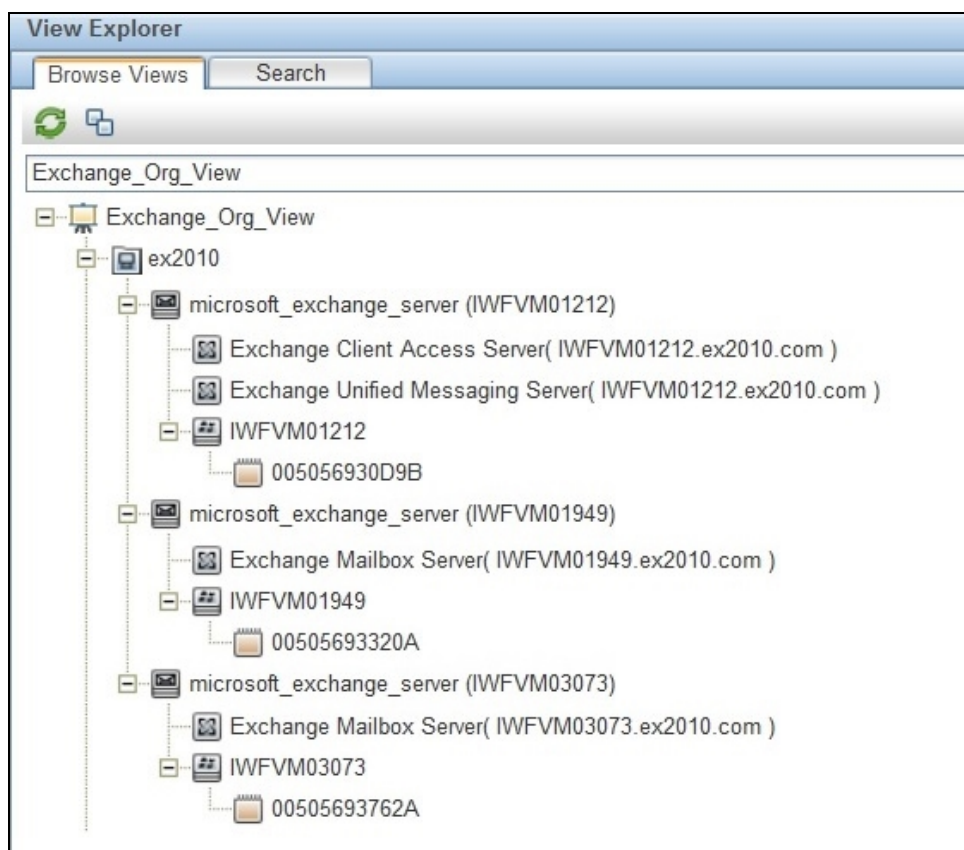 View Explorer
Browse Views Search
Exchange_Org_View
Exchange_Org_View
ex2010
microsoft_exchange_server (IWFVM01212)
Exchange Client Access Server( IWFVM01212.ex2010.com )
Exchange Unified Messaging Server( IWFVM01212.ex2010.com )
IWFVM01212
005056930D9B
microsoft_exchange_server (IWFVM01949)
Exchange Mailbox Server( IWFVM01949.ex2010.com )
IWFVM01949
00505693320A
microsoft_exchange_server (IWFVM03073)
Exchange Mailbox Server( IWFVM03073.ex2010.com )
IWFVM03073
00505693762A